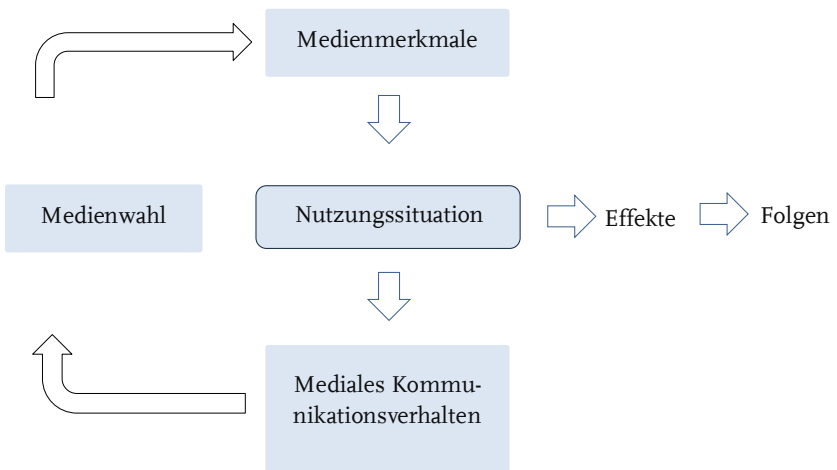 Medienmerkmale
Medienwahl
Nutzungssituation
Effekte
Folgen
Mediales Kommu-
nikationsverhalten